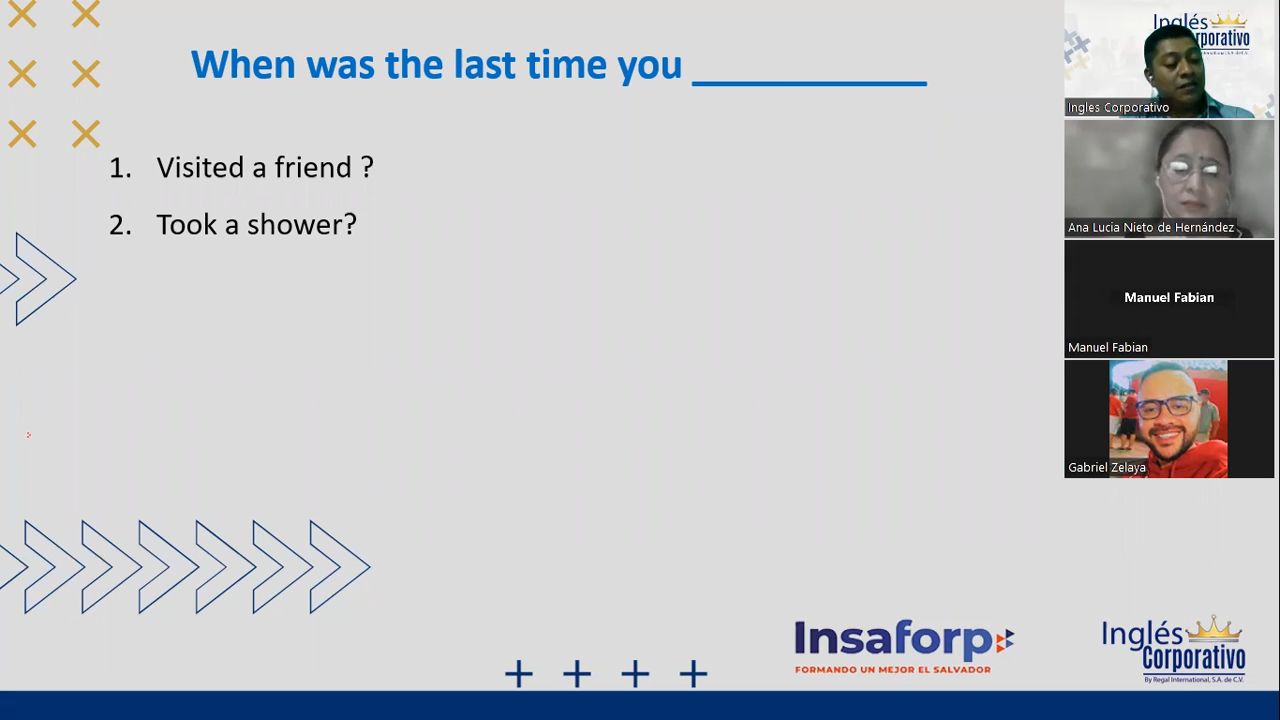 When was the last time you ___________
1. Visited a friend ?
2. Took a shower?
Inglés
Corporativo
Ingles Corporativo
Ana Lucia Nieto de Hernández
Manuel Fabian
Manuel Fabian
Gabriel Zelaya
Insaforp
FORMANDO UN MEJOR EL SALVADOR
Inglés
Corporativo
By Regal International, S.A. de C.V.